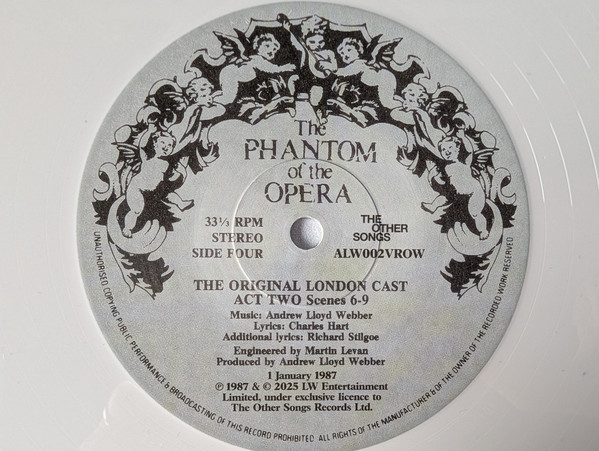 The
PHANTOM
of the
OPERA
33⅓ RPM
STEREO
SIDE FOUR
THE
OTHER
SONGS
ALW002VROW
THE ORIGINAL LONDON CAST
ACT TWO Scenes 6-9
Music: Andrew Lloyd Webber
Lyrics: Charles Hart
Additional lyrics: Richard Stilgoe
Engineered by Martin Levan
Produced by Andrew Lloyd Webber
1 January 1987
℗ 1987 & © 2025 LW Entertainment
Limited, under exclusive licence to
The Other Songs Records Ltd.
UNAUTHORISED COPYING PUBLIC PERFORMANCE & BROADCASTING OF THIS RECORD PROHIBITED. ALL RIGHTS OF THE MANUFACTURER & OF THE OWNER OF THE RECORDED WORK RESERVED